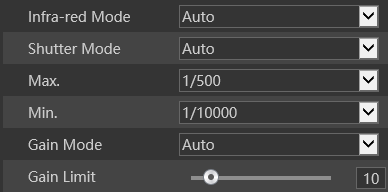 Infra-red Mode Auto
Shutter Mode Auto
Max. 1/500
Min. 1/10000
Gain Mode Auto
Gain Limit 10